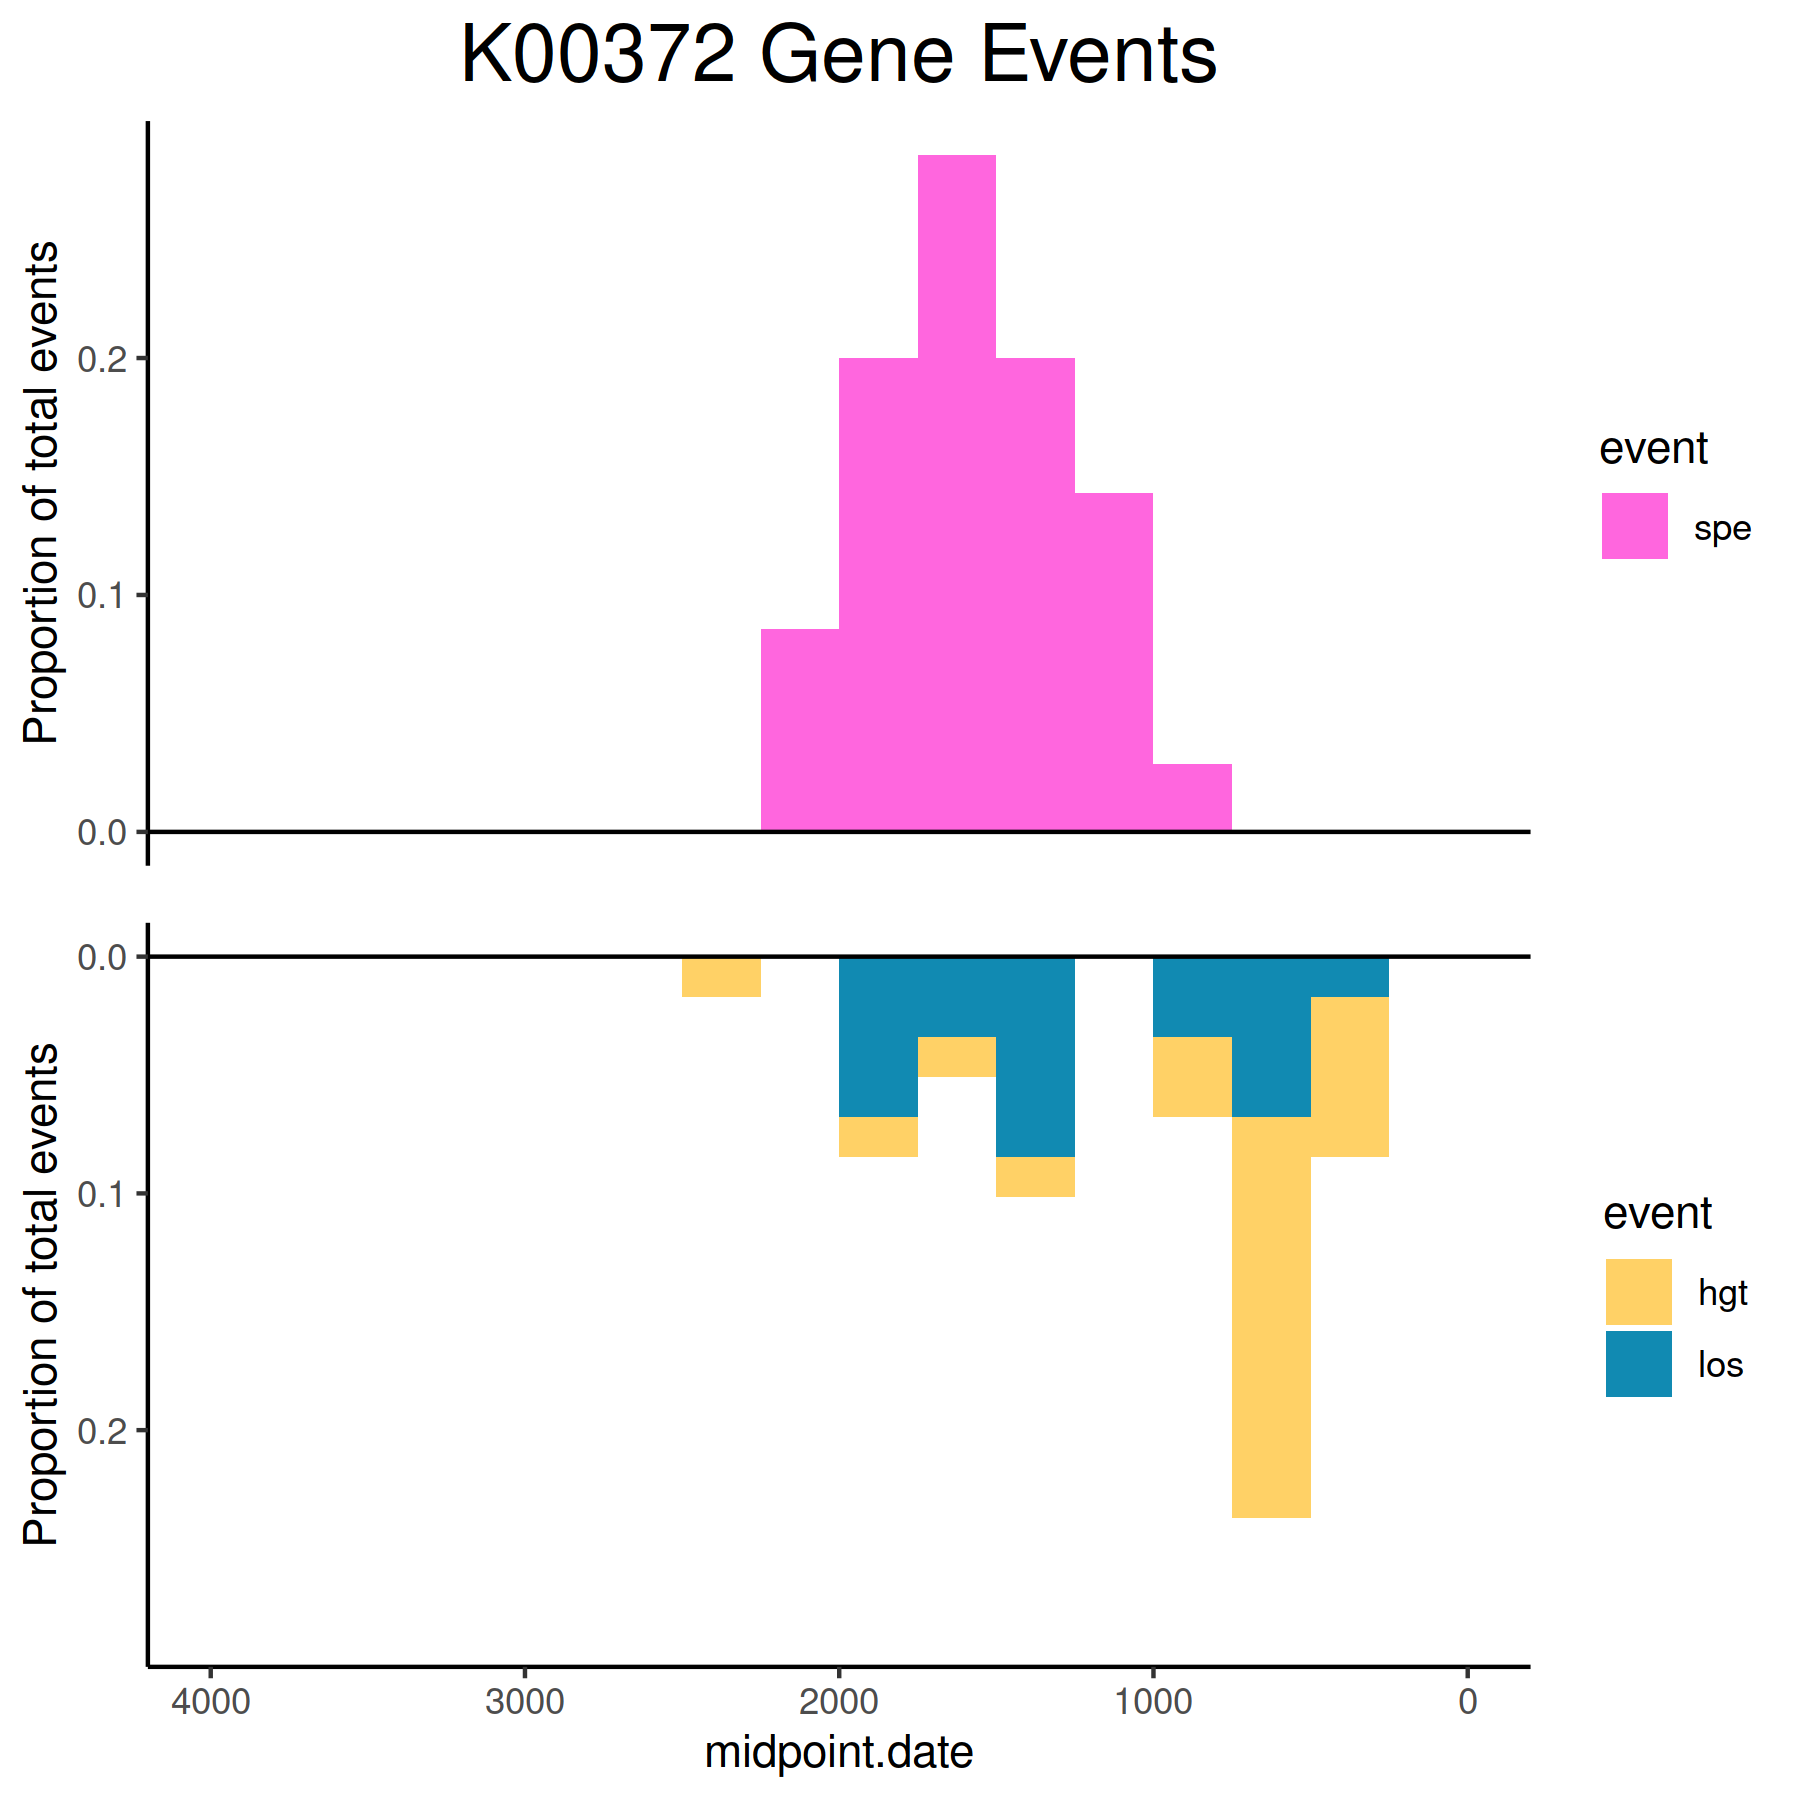 K00372 Gene Events
Proportion of total events
0.2
0.1
0.0
event
spe
Proportion of total events
0.0
0.1
0.2
event
hgt
los
4000 3000 2000 1000 0
midpoint.date